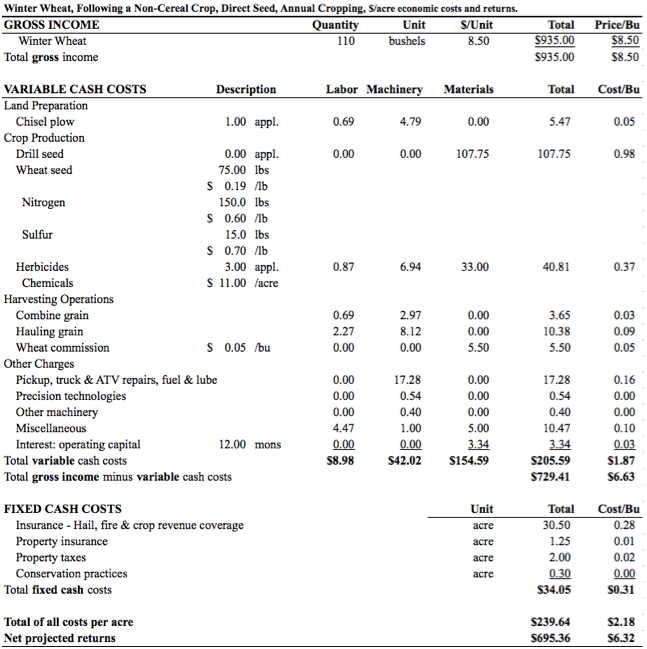 Winter Wheat, Following a Non-Cereal Crop, Direct Seed, Annual Cropping, $/acre economic costs and returns.
GROSS INCOME Quantity Unit $/Unit Total Price/Bu
Winter Wheat 110 bushels 8.50 $935.00 $8.50
Total gross income $935.00 $8.50
VARIABLE CASH COSTS Description Labor Machinery Materials Total Cost/Bu
Land Preparation
Chisel plow 1.00 appl. 0.69 4.79 0.00 5.47 0.05
Crop Production
Drill seed 0.00 appl. 0.00 0.00 107.75 107.75 0.98
Wheat seed 75.00 lbs
$ 0.19 /lb
Nitrogen 150.0 lbs
$ 0.60 /lb
Sulfur 15.0 lbs
$ 0.70 /lb
Herbicides 3.00 appl. 0.87 6.94 33.00 40.81 0.37
Chemicals $ 11.00 /acre
Harvesting Operations
Combine grain 0.69 2.97 0.00 3.65 0.03
Hauling grain 2.27 8.12 0.00 10.38 0.09
Wheat commission $ 0.05 /bu 0.00 0.00 5.50 5.50 0.05
Other Charges
Pickup, truck & ATV repairs, fuel & lube 0.00 17.28 0.00 17.28 0.16
Precision technologies 0.00 0.54 0.00 0.54 0.00
Other machinery 0.00 0.40 0.00 0.40 0.00
Miscellaneous 4.47 1.00 5.00 10.47 0.10
Interest: operating capital 12.00 mons 0.00 0.00 3.34 3.34 0.03
Total variable cash costs $8.98 $42.02 $154.59 $205.59 $1.87
Total gross income minus variable cash costs $729.41 $6.63
FIXED CASH COSTS Unit Total Cost/Bu
Insurance - Hail, fire & crop revenue coverage acre 30.50 0.28
Property insurance acre 1.25 0.01
Property taxes acre 2.00 0.02
Conservation practices acre 0.30 0.00
Total fixed cash costs $34.05 $0.31
Total of all costs per acre $239.64 $2.18
Net projected returns $695.36 $6.32